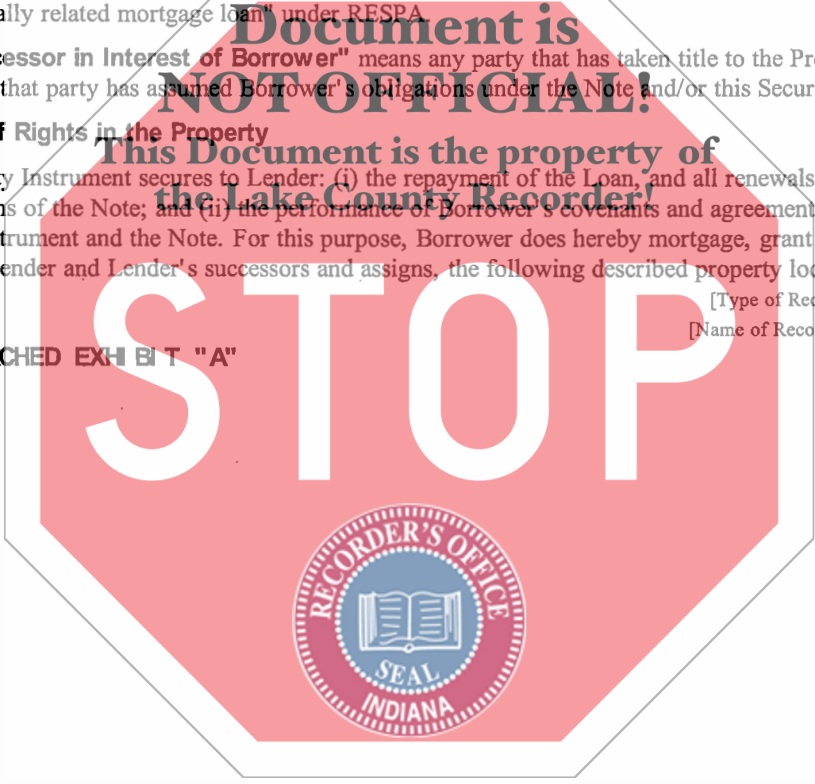 ally related mortgage loan" under RESPA.
Document is
essor in Interest of Borrower" means any party that has taken title to the Pr
that party has assumed Borrower's obligations under the Note and/or this Secur
NOT OFFICIAL!
f Rights in the Property
This Document is the property of
y Instrument secures to Lender: (i) the repayment of the Loan, and all renewals
the Lake County Recorder!
s of the Note; and (ii) the performance of Borrower's covenants and agreement
trument and the Note. For this purpose, Borrower does hereby mortgage, grant
ender and Lender's successors and assigns, the following described property loc
[Type of Rec
[Name of Reco
CHED EXHIBIT "A"
STOP
RECORDER'S OFFICE
SEAL
INDIANA